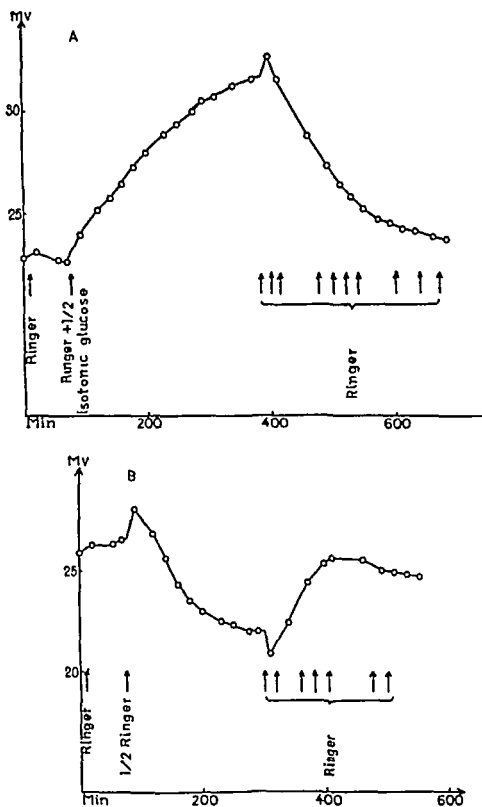 MV
A
30
25
Ringer
Ringer +1/2
isotonic glucose
Ringer
Min
200
400
600
MV
B
25
20
Ringer
1/2 Ringer
Ringer
Min
200
400
600